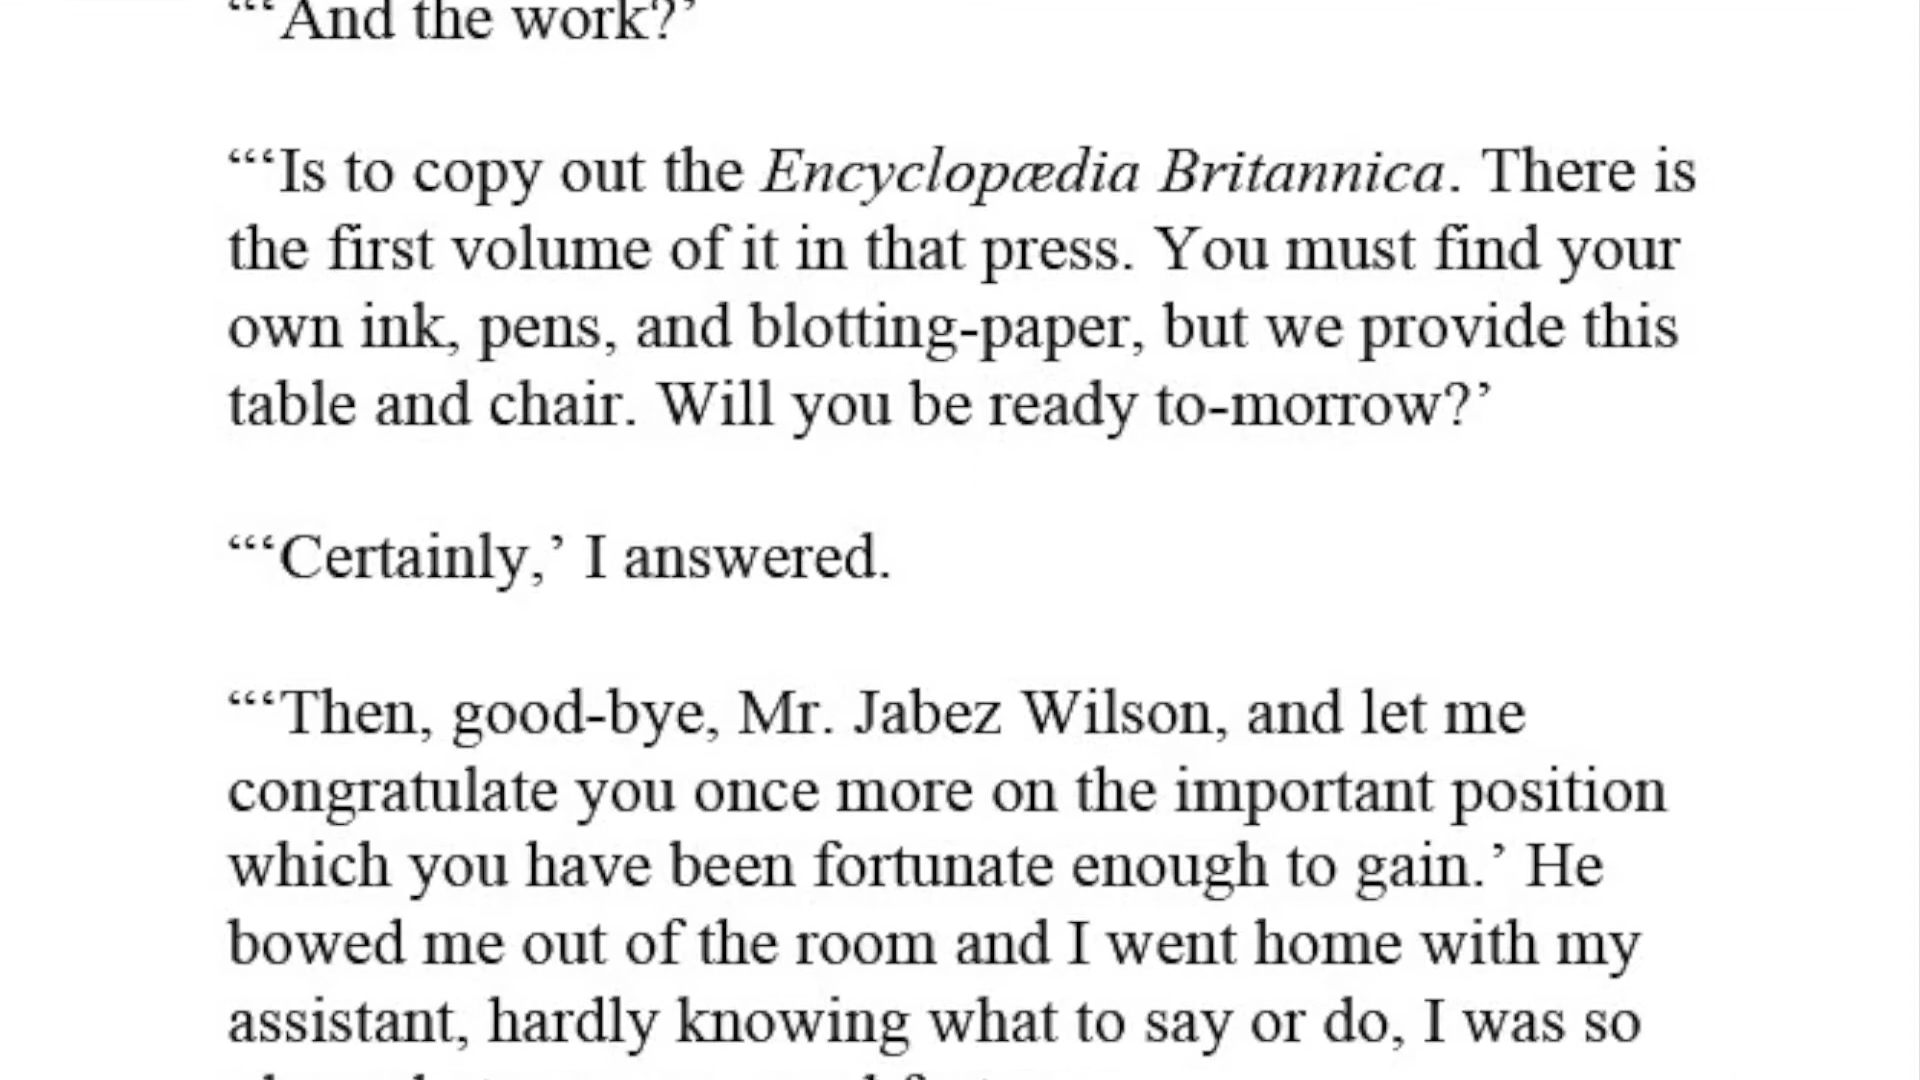 “‘And the work?’
“‘Is to copy out the Encyclopædia Britannica. There is
the first volume of it in that press. You must find your
own ink, pens, and blotting-paper, but we provide this
table and chair. Will you be ready to-morrow?’
“‘Certainly,’ I answered.
“‘Then, good-bye, Mr. Jabez Wilson, and let me
congratulate you once more on the important position
which you have been fortunate enough to gain.’ He
bowed me out of the room and I went home with my
assistant, hardly knowing what to say or do, I was so